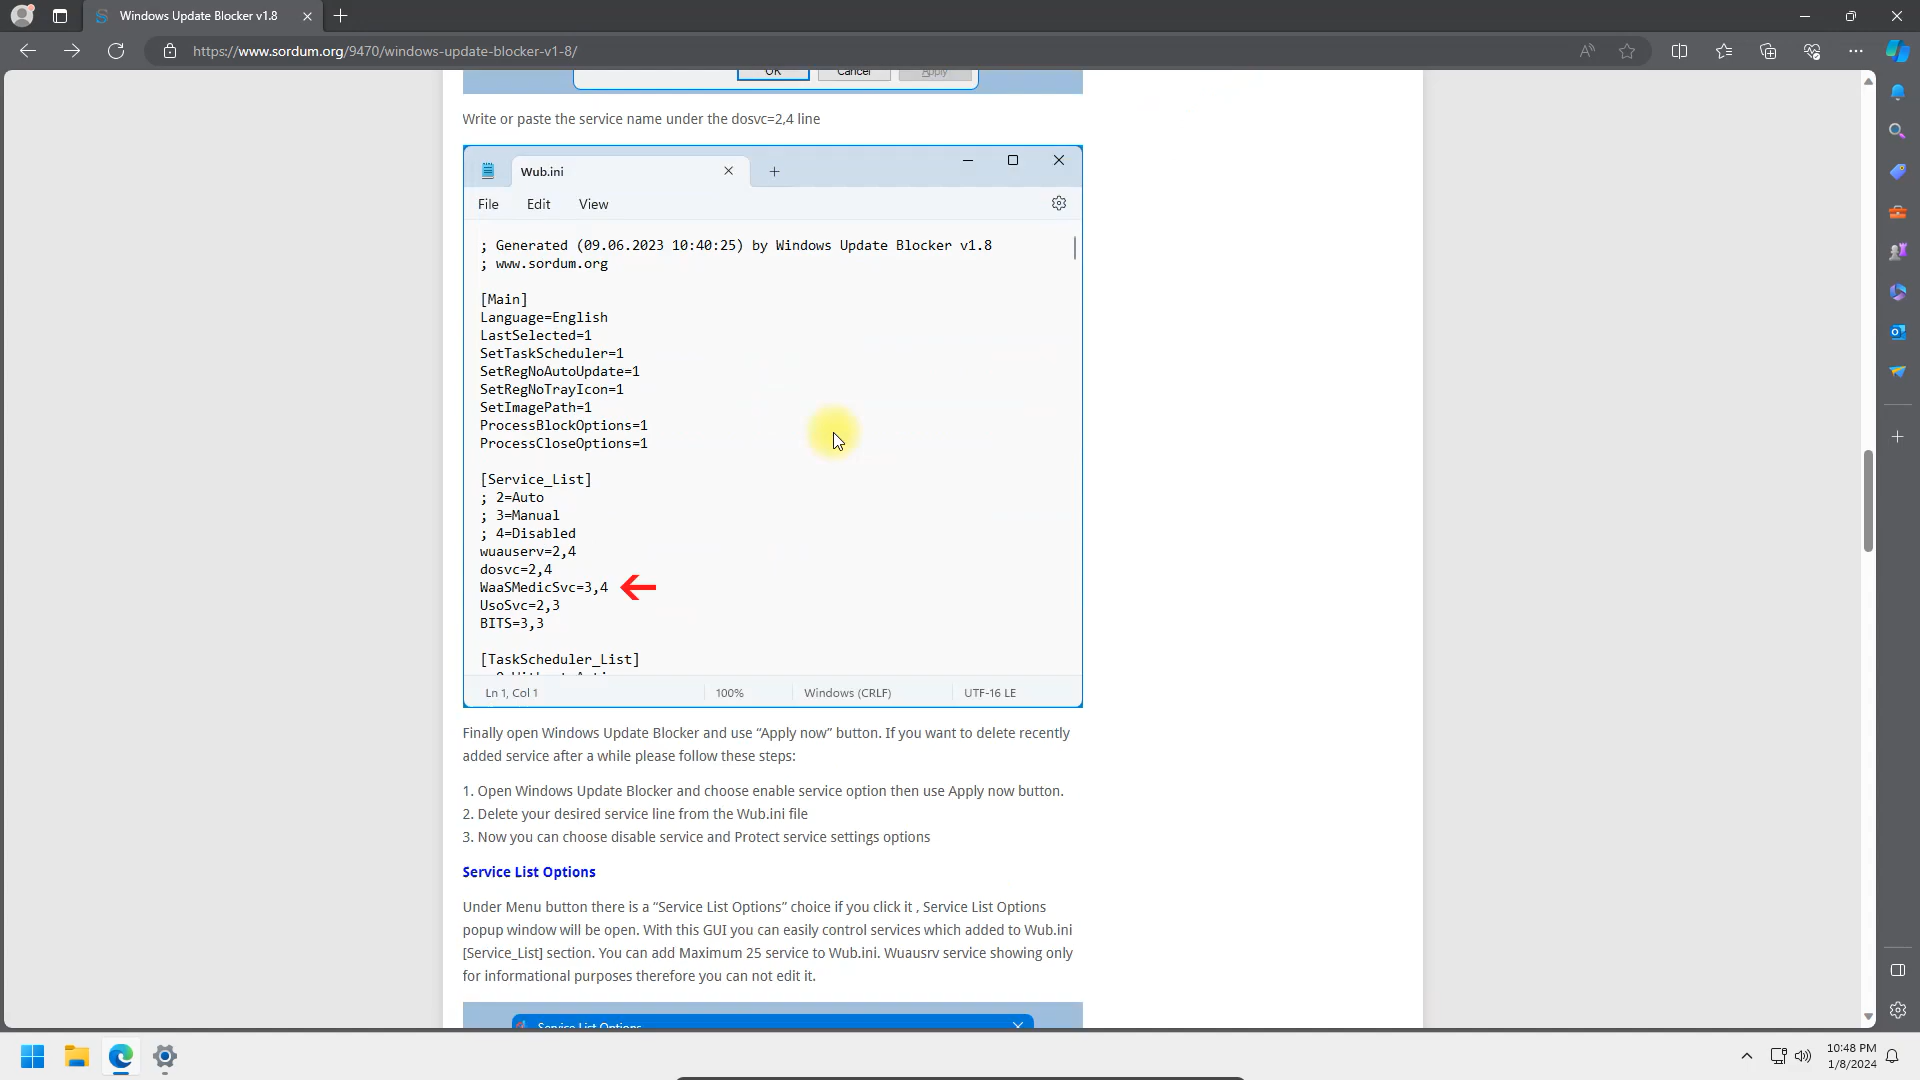 Windows Update Blocker v1.8
https://www.sordum.org/9470/windows-update-blocker-v1-8/
OK Cancel Apply
Write or paste the service name under the dosvc=2,4 line
Wub.ini
File Edit View
; Generated (09.06.2023 10:40:25) by Windows Update Blocker v1.8
; www.sordum.org
[Main]
Language=English
LastSelected=1
SetTaskScheduler=1
SetRegNoAutoUpdate=1
SetRegNoTrayIcon=1
SetImagePath=1
ProcessBlockOptions=1
ProcessCloseOptions=1
[Service_List]
; 2=Auto
; 3=Manual
; 4=Disabled
wuauserv=2,4
dosvc=2,4
WaaSMedicSvc=3,4
UsoSvc=2,3
BITS=3,3
[TaskScheduler_List]
Ln 1, Col 1 100% Windows (CRLF) UTF-16 LE
Finally open Windows Update Blocker and use “Apply now” button. If you want to delete recently
added service after a while please follow these steps:
1. Open Windows Update Blocker and choose enable service option then use Apply now button.
2. Delete your desired service line from the Wub.ini file
3. Now you can choose disable service and Protect service settings options
Service List Options
Under Menu button there is a “Service List Options” choice if you click it , Service List Options
popup window will be open. With this GUI you can easily control services which added to Wub.ini
[Service_List] section. You can add Maximum 25 service to Wub.ini. Wuausrv service showing only
for informational purposes therefore you can not edit it.
Service List Options
10:48 PM
1/8/2024